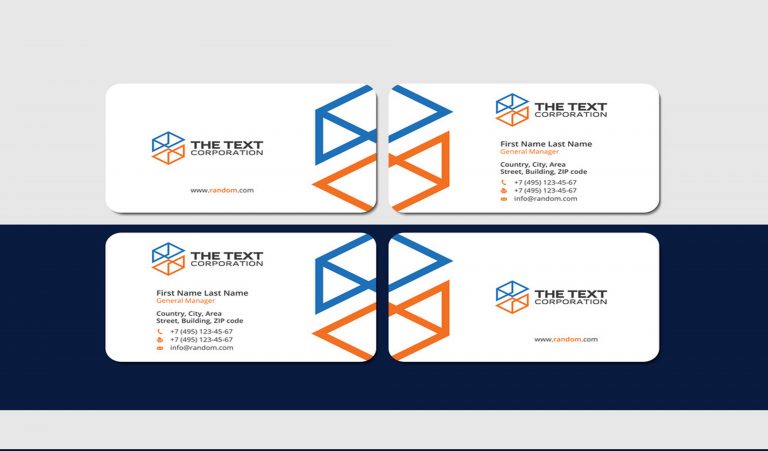 THE TEXT
CORPORATION
www.random.com
THE TEXT
CORPORATION
First Name Last Name
General Manager
Country, City, Area
Street, Building, ZIP code
+7 (495) 123-45-67
+7 (495) 123-45-67
info@random.com
THE TEXT
CORPORATION
First Name Last Name
General Manager
Country, City, Area
Street, Building, ZIP code
+7 (495) 123-45-67
+7 (495) 123-45-67
info@random.com
THE TEXT
CORPORATION
www.random.com